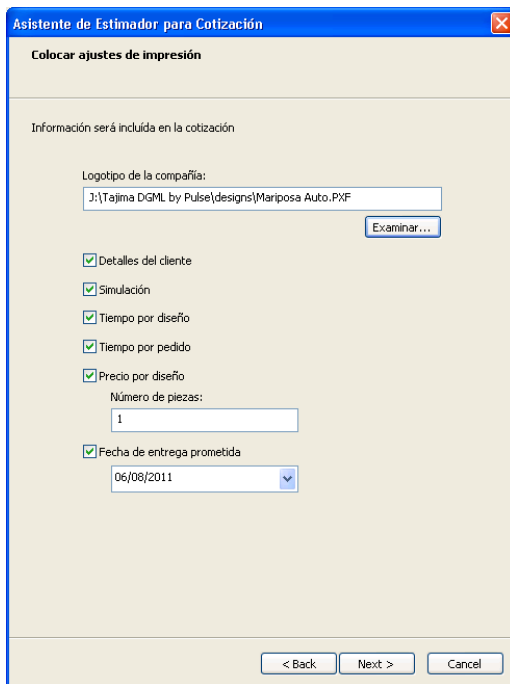 Asistente de Estimador para Cotización
Colocar ajustes de impresión
Información será incluída en la cotización
Logotipo de la compañía:
J:\Tajima DGML by Pulse\designs\Mariposa Auto.PXF
Examinar...
Detalles del cliente
Simulación
Tiempo por diseño
Tiempo por pedido
Precio por diseño
Número de piezas:
1
Fecha de entrega prometida
06/08/2011
< Back Next > Cancel